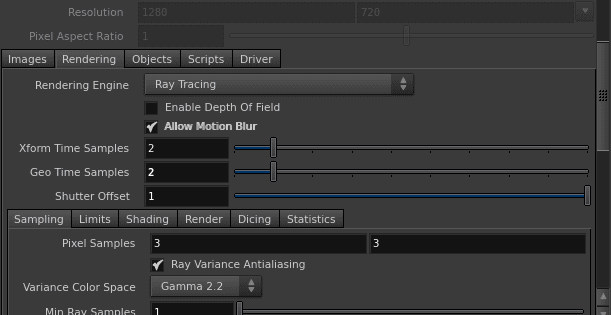 Resolution 1280 720
Pixel Aspect Ratio 1
Images Rendering Objects Scripts Driver
Rendering Engine Ray Tracing
Enable Depth Of Field
Allow Motion Blur
Xform Time Samples 2
Geo Time Samples 2
Shutter Offset 1
Sampling Limits Shading Render Dicing Statistics
Pixel Samples 3 3
Ray Variance Antialiasing
Variance Color Space Gamma 2.2
Min Ray Samples 1